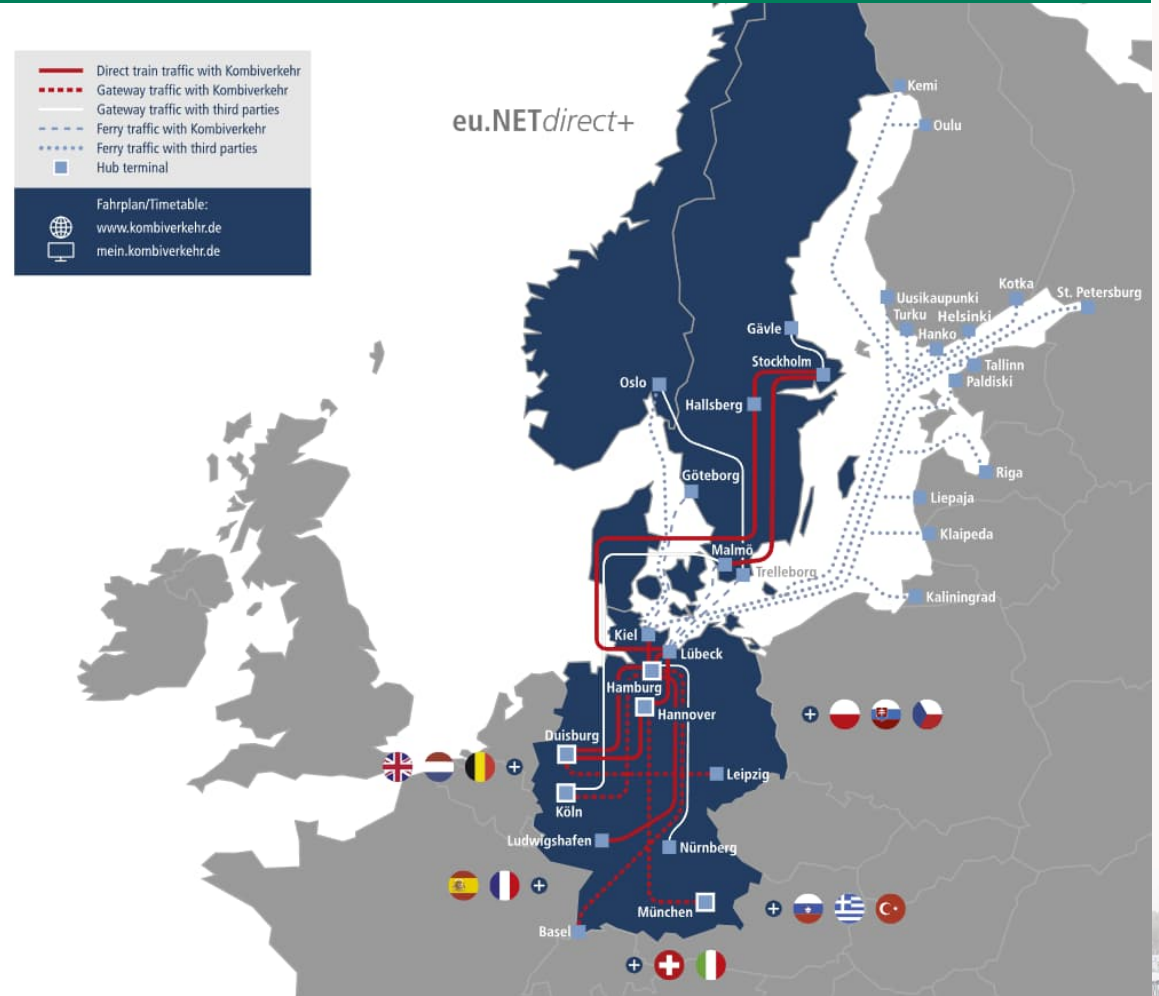 Direct train traffic with Kombiverkehr
Gateway traffic with Kombiverkehr
Gateway traffic with third parties
Ferry traffic with Kombiverkehr
Ferry traffic with third parties
Hub terminal
Fahrplan/Timetable:
www.kombiverkehr.de
mein.kombiverkehr.de
eu.NETdirect+
Kemi
Oulu
Uusikaupunki
Kotka
St. Petersburg
Turku
Helsinki
Hanko
Tallinn
Paldiski
Gävle
Stockholm
Oslo
Hallsberg
Göteborg
Riga
Liepaja
Klaipeda
Malmö
Trelleborg
Kaliningrad
Kiel
Lübeck
Hamburg
Hannover
Duisburg
Leipzig
Köln
Ludwigshafen
Nürnberg
München
Basel